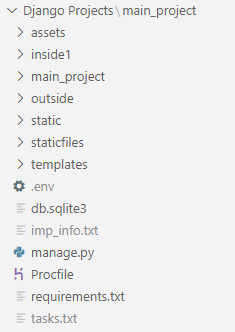 Django Projects\main_project
assets
inside1
main_project
outside
static
staticfiles
templates
.env
db.sqlite3
imp_info.txt
manage.py
Procfile
requirements.txt
tasks.txt